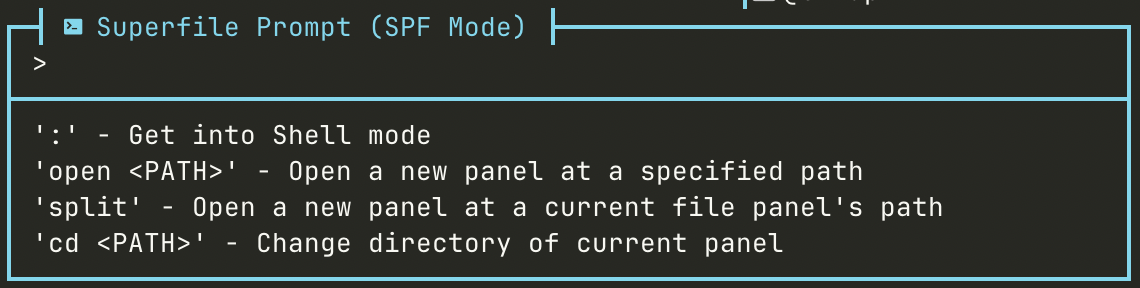 Superfile Prompt (SPF Mode)
>
':' - Get into Shell mode
'open <PATH>' - Open a new panel at a specified path
'split' - Open a new panel at a current file panel's path
'cd <PATH>' - Change directory of current panel